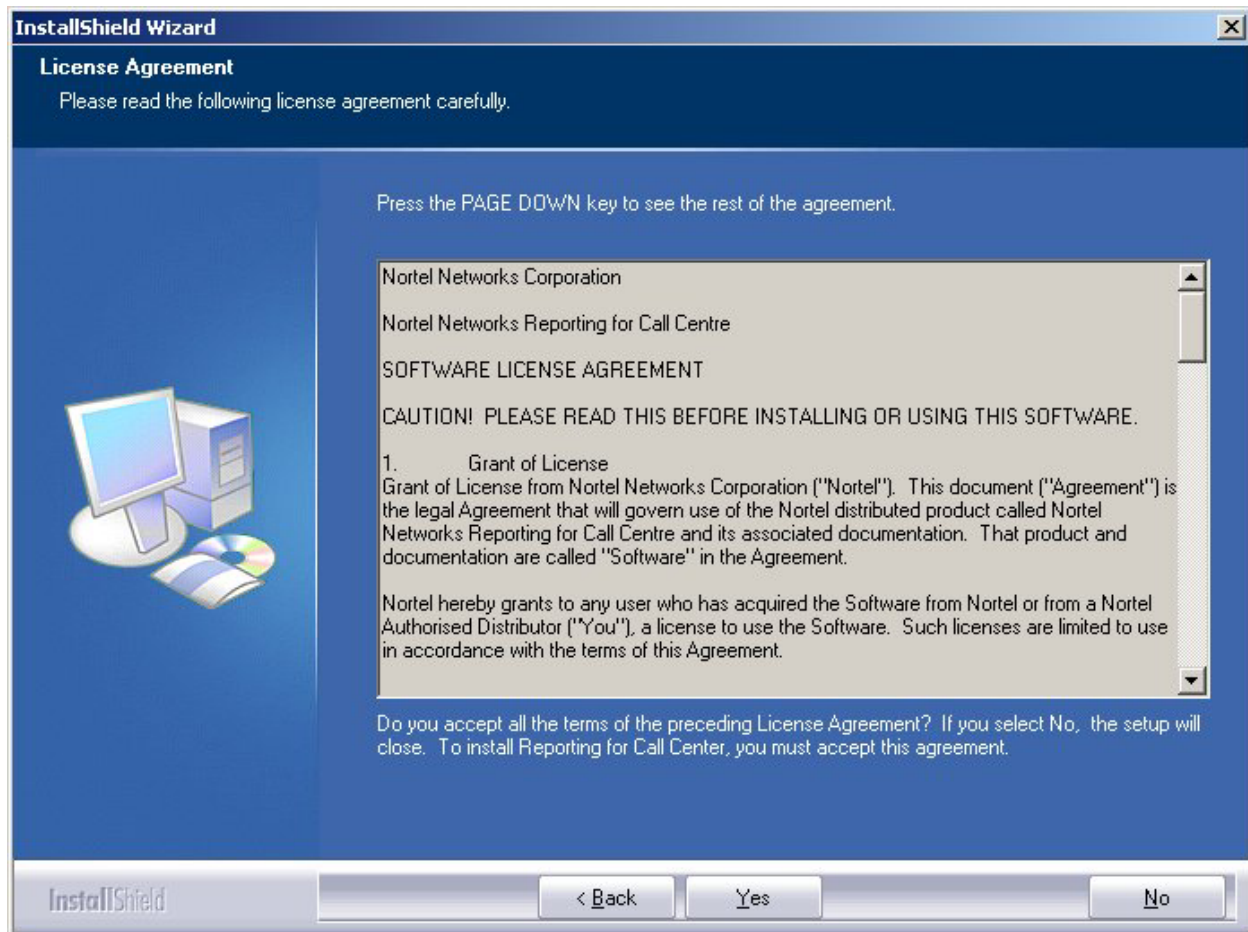 InstallShield Wizard
License Agreement
Please read the following license agreement carefully.
Press the PAGE DOWN key to see the rest of the agreement.
Nortel Networks Corporation
Nortel Networks Reporting for Call Centre
SOFTWARE LICENSE AGREEMENT
CAUTION!  PLEASE READ THIS BEFORE INSTALLING OR USING THIS SOFTWARE.
1.          Grant of License
Grant of License from Nortel Networks Corporation ("Nortel").  This document ("Agreement") is
the legal Agreement that will govern use of the Nortel distributed product called Nortel
Networks Reporting for Call Centre and its associated documentation.  That product and
documentation are called "Software" in the Agreement.
Nortel hereby grants to any user who has acquired the Software from Nortel or from a Nortel
Authorised Distributor ("You"), a license to use the Software.  Such licenses are limited to use
in accordance with the terms of this Agreement.
Do you accept all the terms of the preceding License Agreement?  If you select No,  the setup will
close.  To install Reporting for Call Center, you must accept this agreement.
InstallShield
< Back
Yes
No